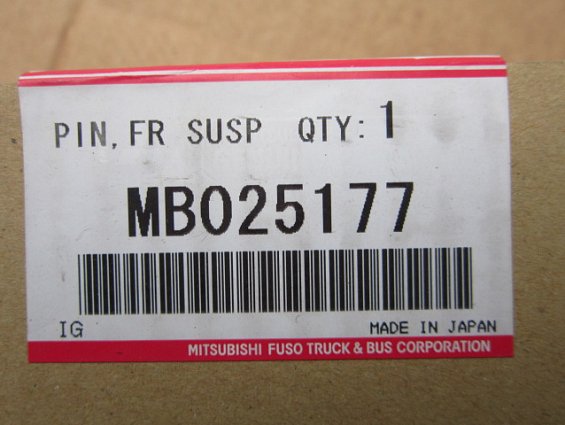 PIN, FR SUSP QTY: 1
MB025177
IG MADE IN JAPAN
MITSUBISHI FUSO TRUCK & BUS CORPORATION